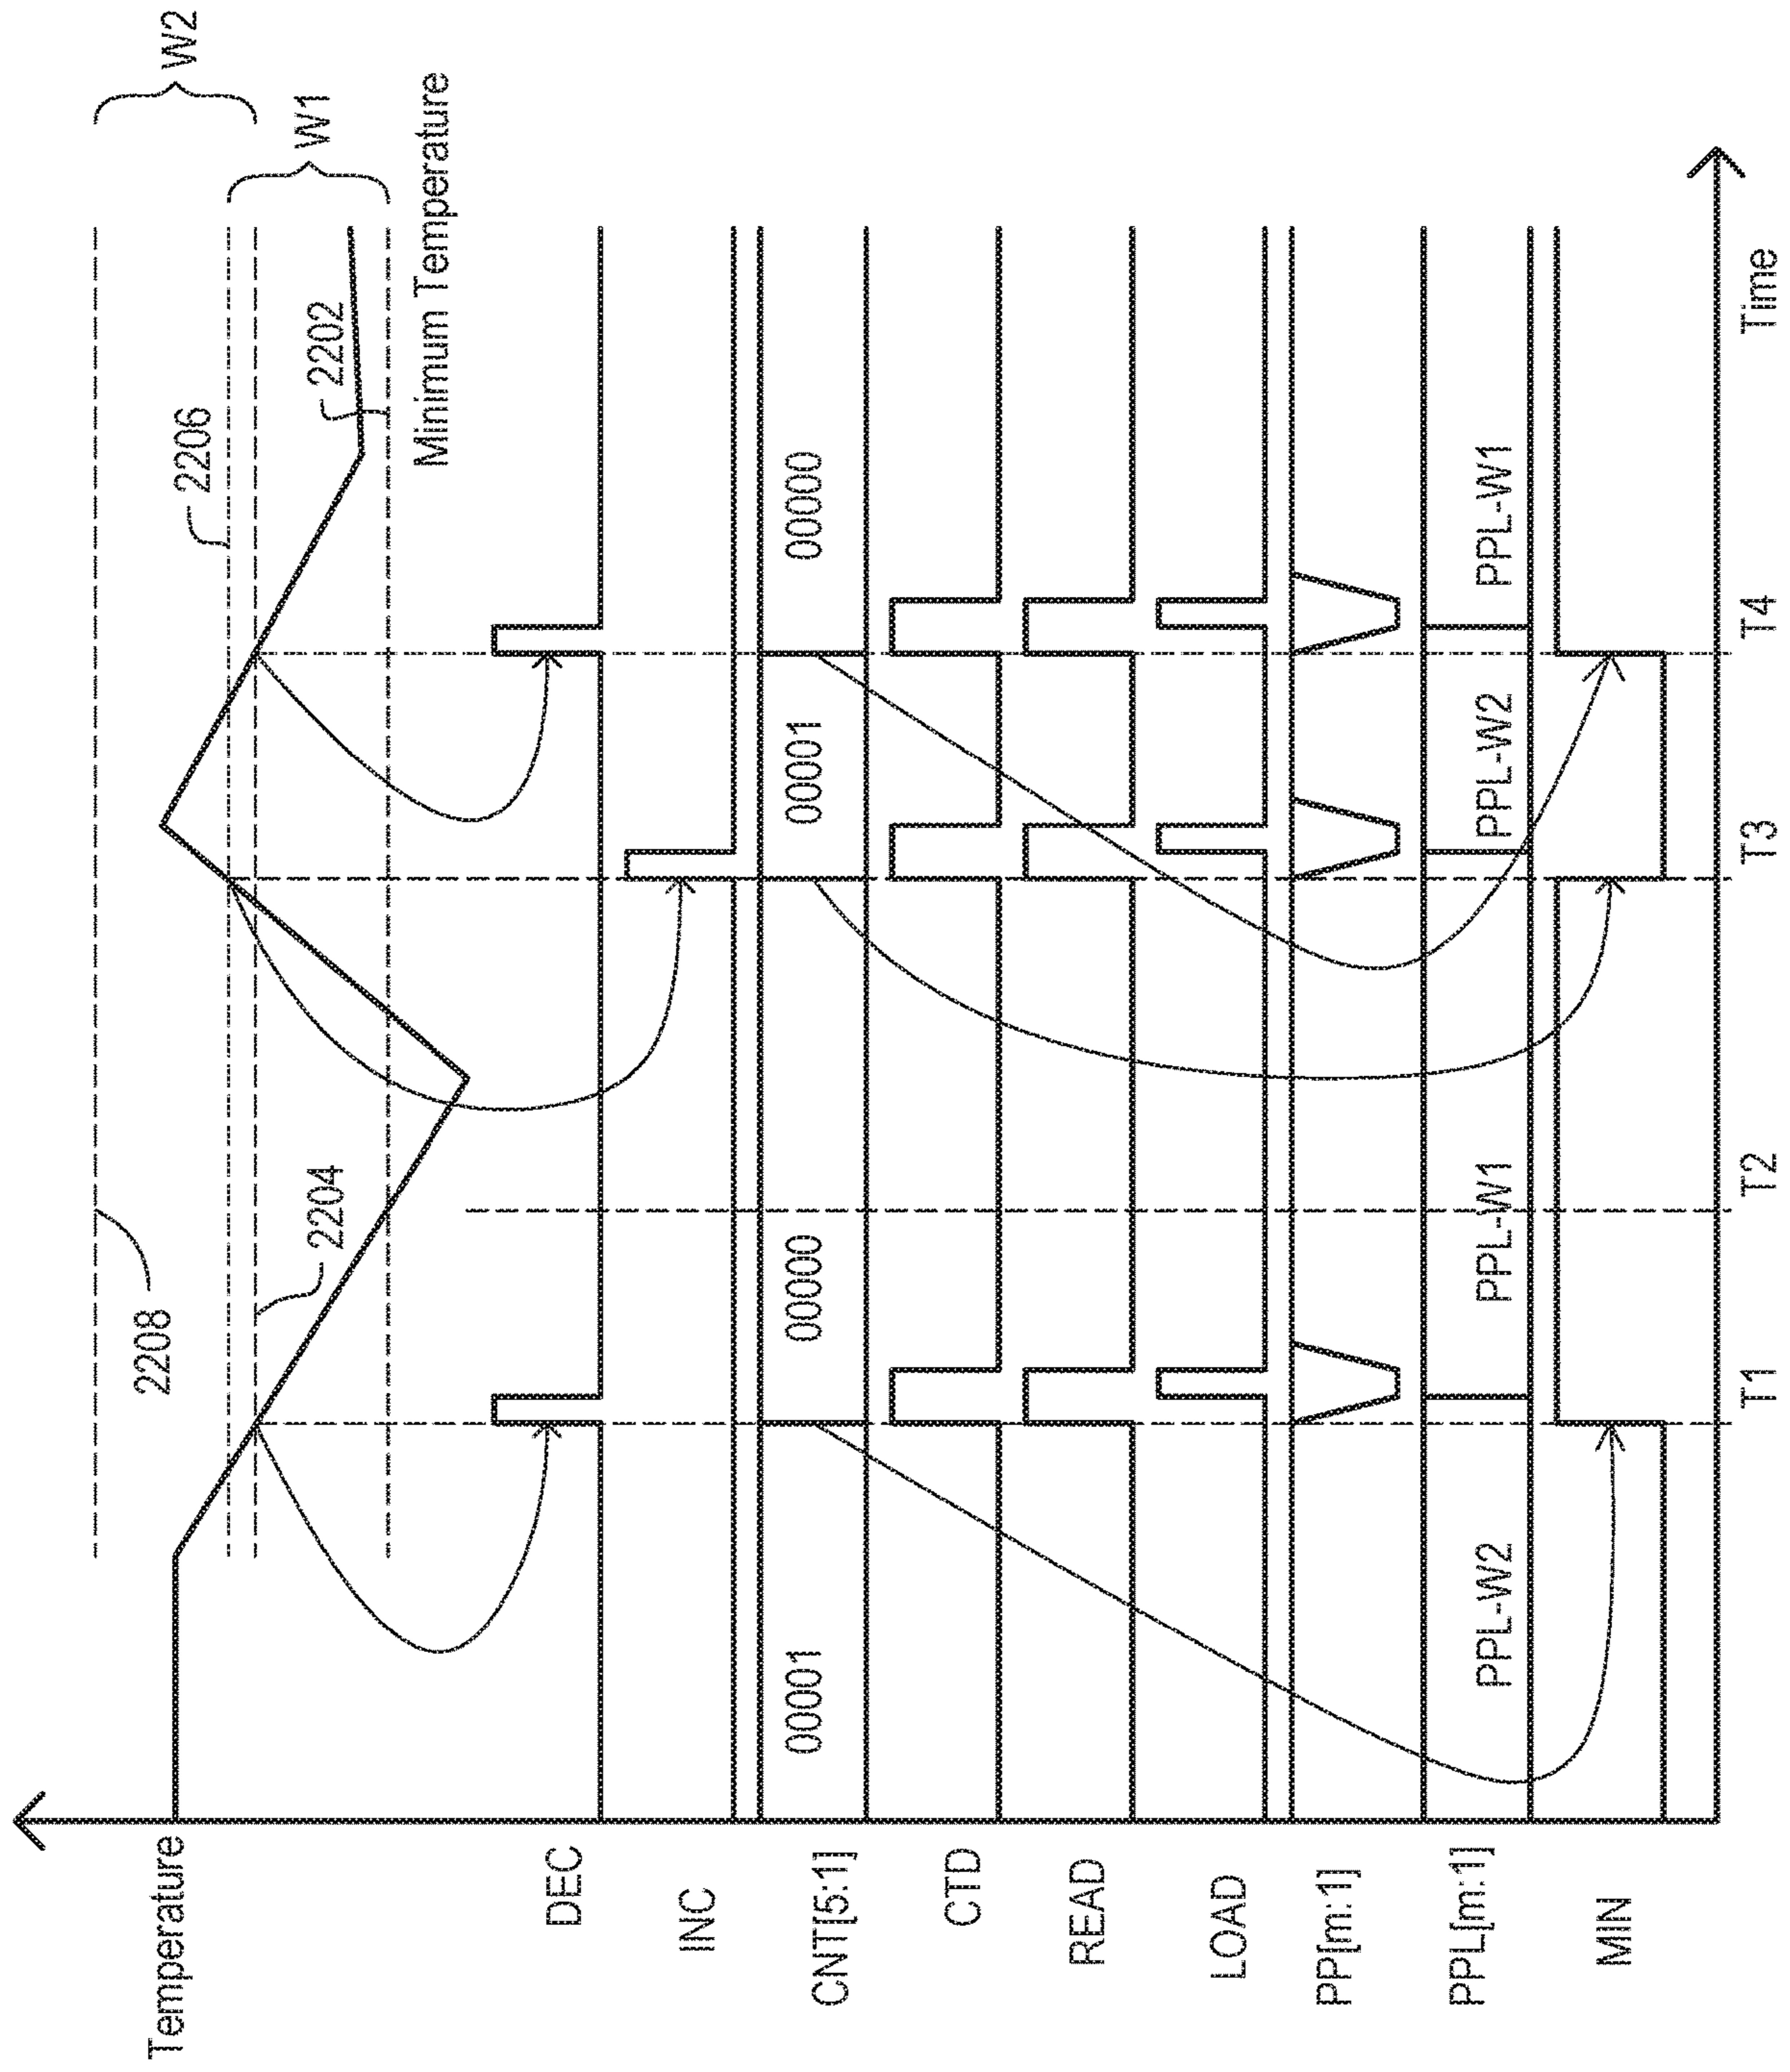 W2
W1
2208
2206
2204
2202
Minimum Temperature
Temperature
DEC
INC
CNT[5:1] 00001 00000 00001 00000
CTD
READ
LOAD
PP[m:1]
PPL[m:1] PPL-W2 PPL-W1 PPL-W2 PPL-W1
MIN
T1 T2 T3 T4 Time